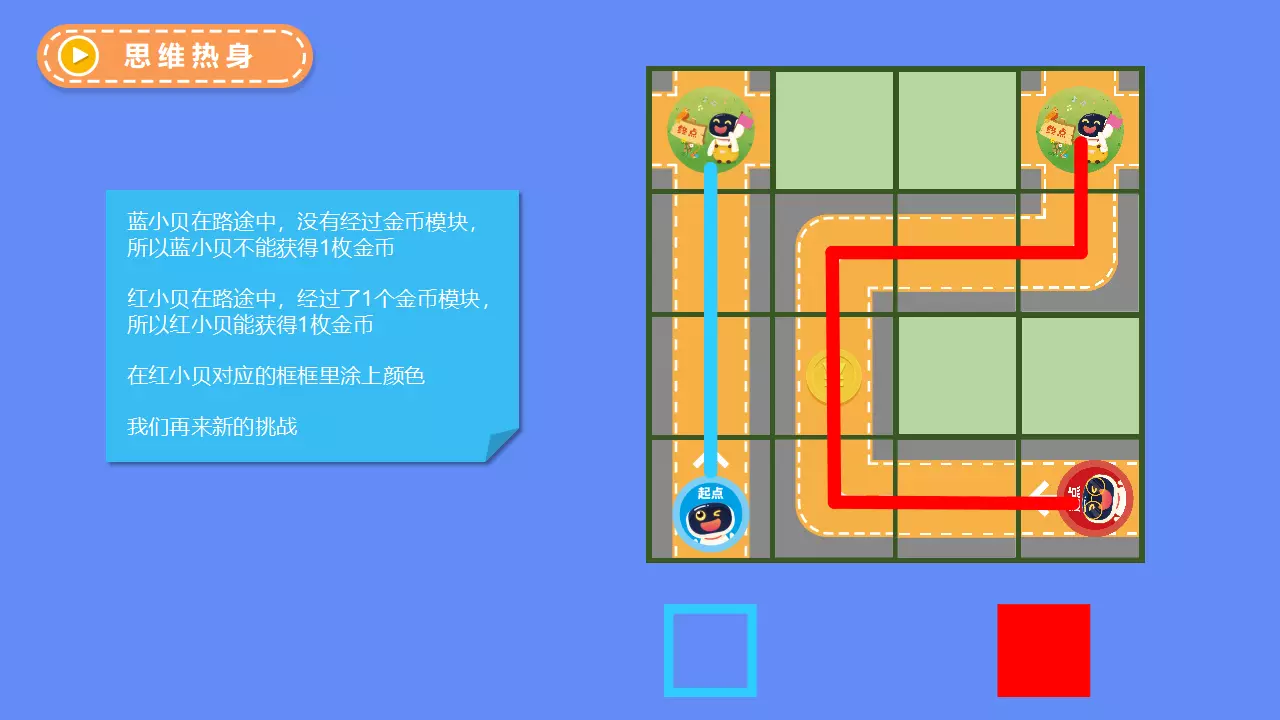 思维热身
蓝小贝在路途中，没有经过金币模块，
所以蓝小贝不能获得1枚金币
红小贝在路途中，经过了1个金币模块，
所以红小贝能获得1枚金币
在红小贝对应的框框里涂上颜色
我们再来新的挑战
终点
终点
起点